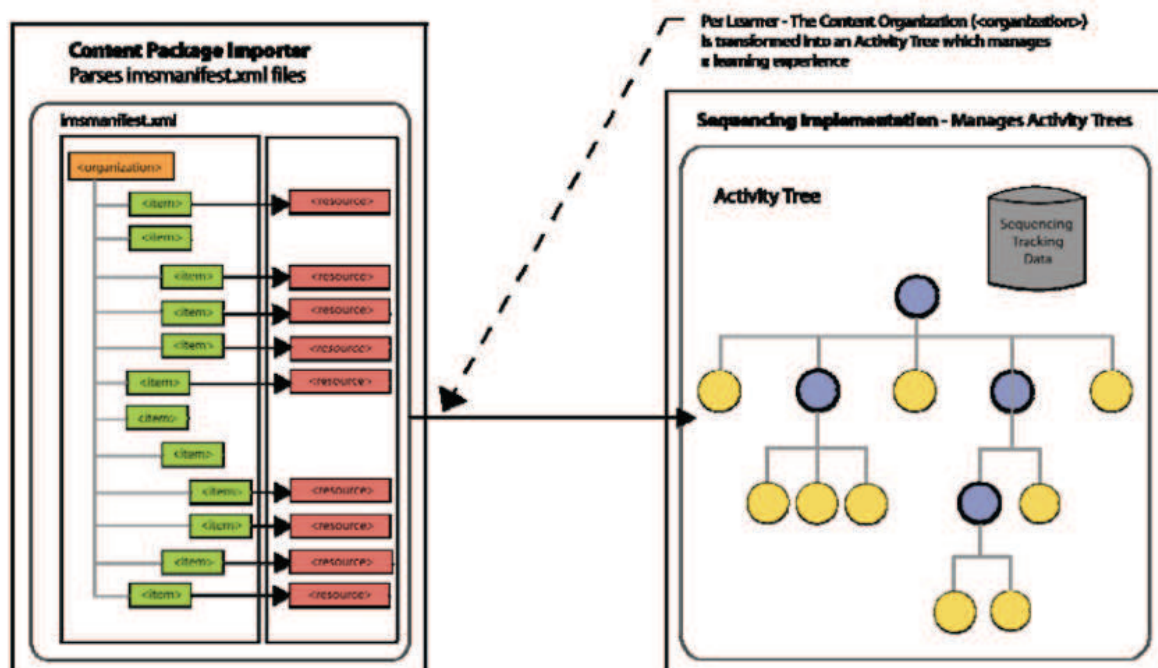 Per Learner - The Content Organization (<organization>)
is transformed into an Activity Tree which manages
a learning experience
Content Package Importer
Parses imsmanifest.xml files
imsmanifest.xml
<organization>
<item>
<resource>
<item>
<item>
<resource>
<item>
<resource>
<item>
<resource>
<item>
<resource>
<item>
<item>
<item>
<resource>
<item>
<resource>
<item>
<resource>
<item>
<resource>
Sequencing Implementation - Manages Activity Trees
Activity Tree
Sequencing
Tracking
Data